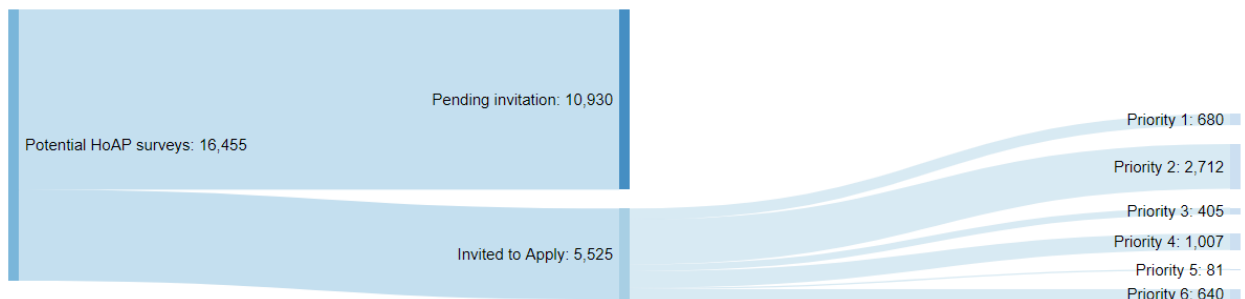 Pending invitation: 10,930
Potential HoAP surveys: 16,455
Priority 1: 680
Priority 2: 2,712
Priority 3: 405
Priority 4: 1,007
Invited to Apply: 5,525
Priority 5: 81
Priority 6: 640